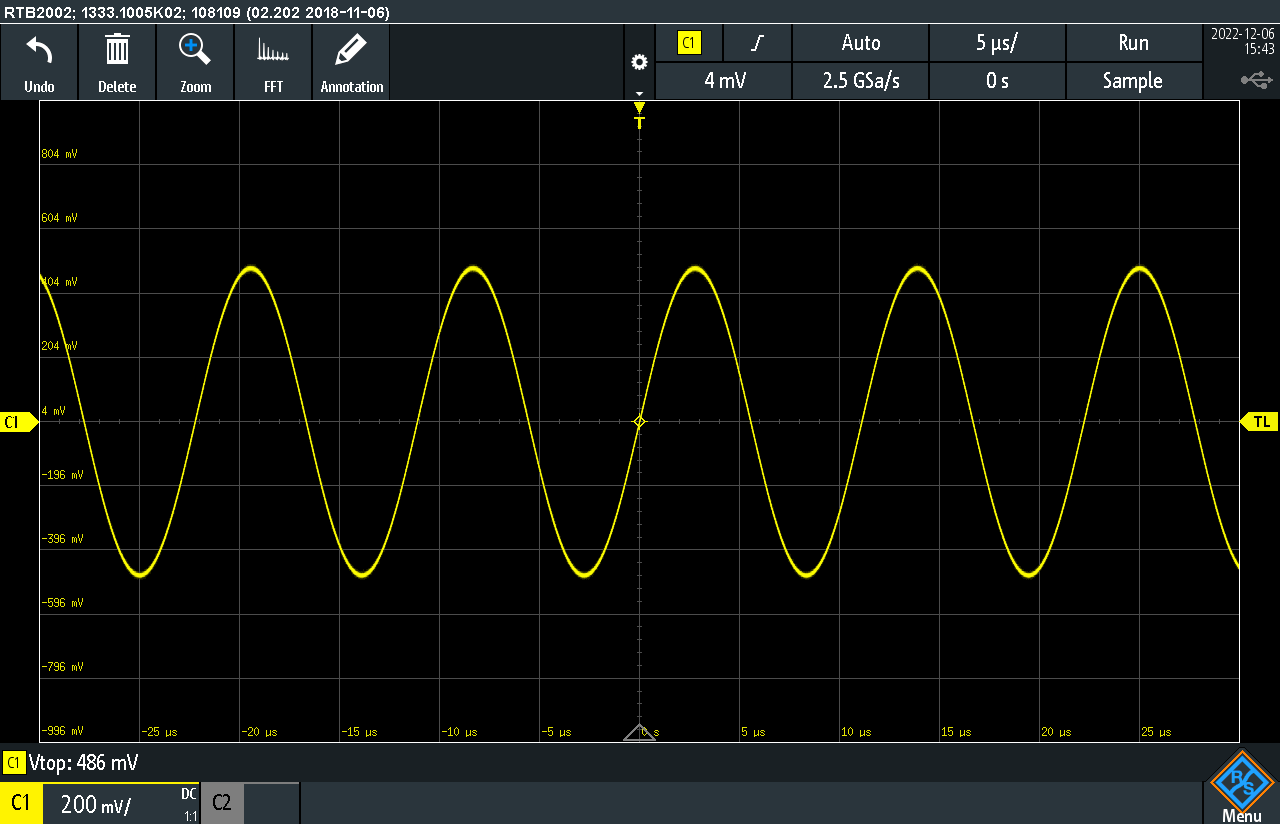 RTB2002; 1333.1005K02; 108109 (02.202 2018-11-06)
Undo
Delete
Zoom
FFT
Annotation
C1
Auto
5 µs/
Run
4 mV
2.5 GSa/s
0 s
Sample
2022-12-06
15:43
T
804 mV
604 mV
404 mV
204 mV
4 mV
C1
TL
-196 mV
-396 mV
-596 mV
-796 mV
-996 mV
-25 µs
-20 µs
-15 µs
-10 µs
-5 µs
0 s
5 µs
10 µs
15 µs
20 µs
25 µs
C1 Vtop: 486 mV
C1
200 mV/
DC
1:1
C2
R S
Menu